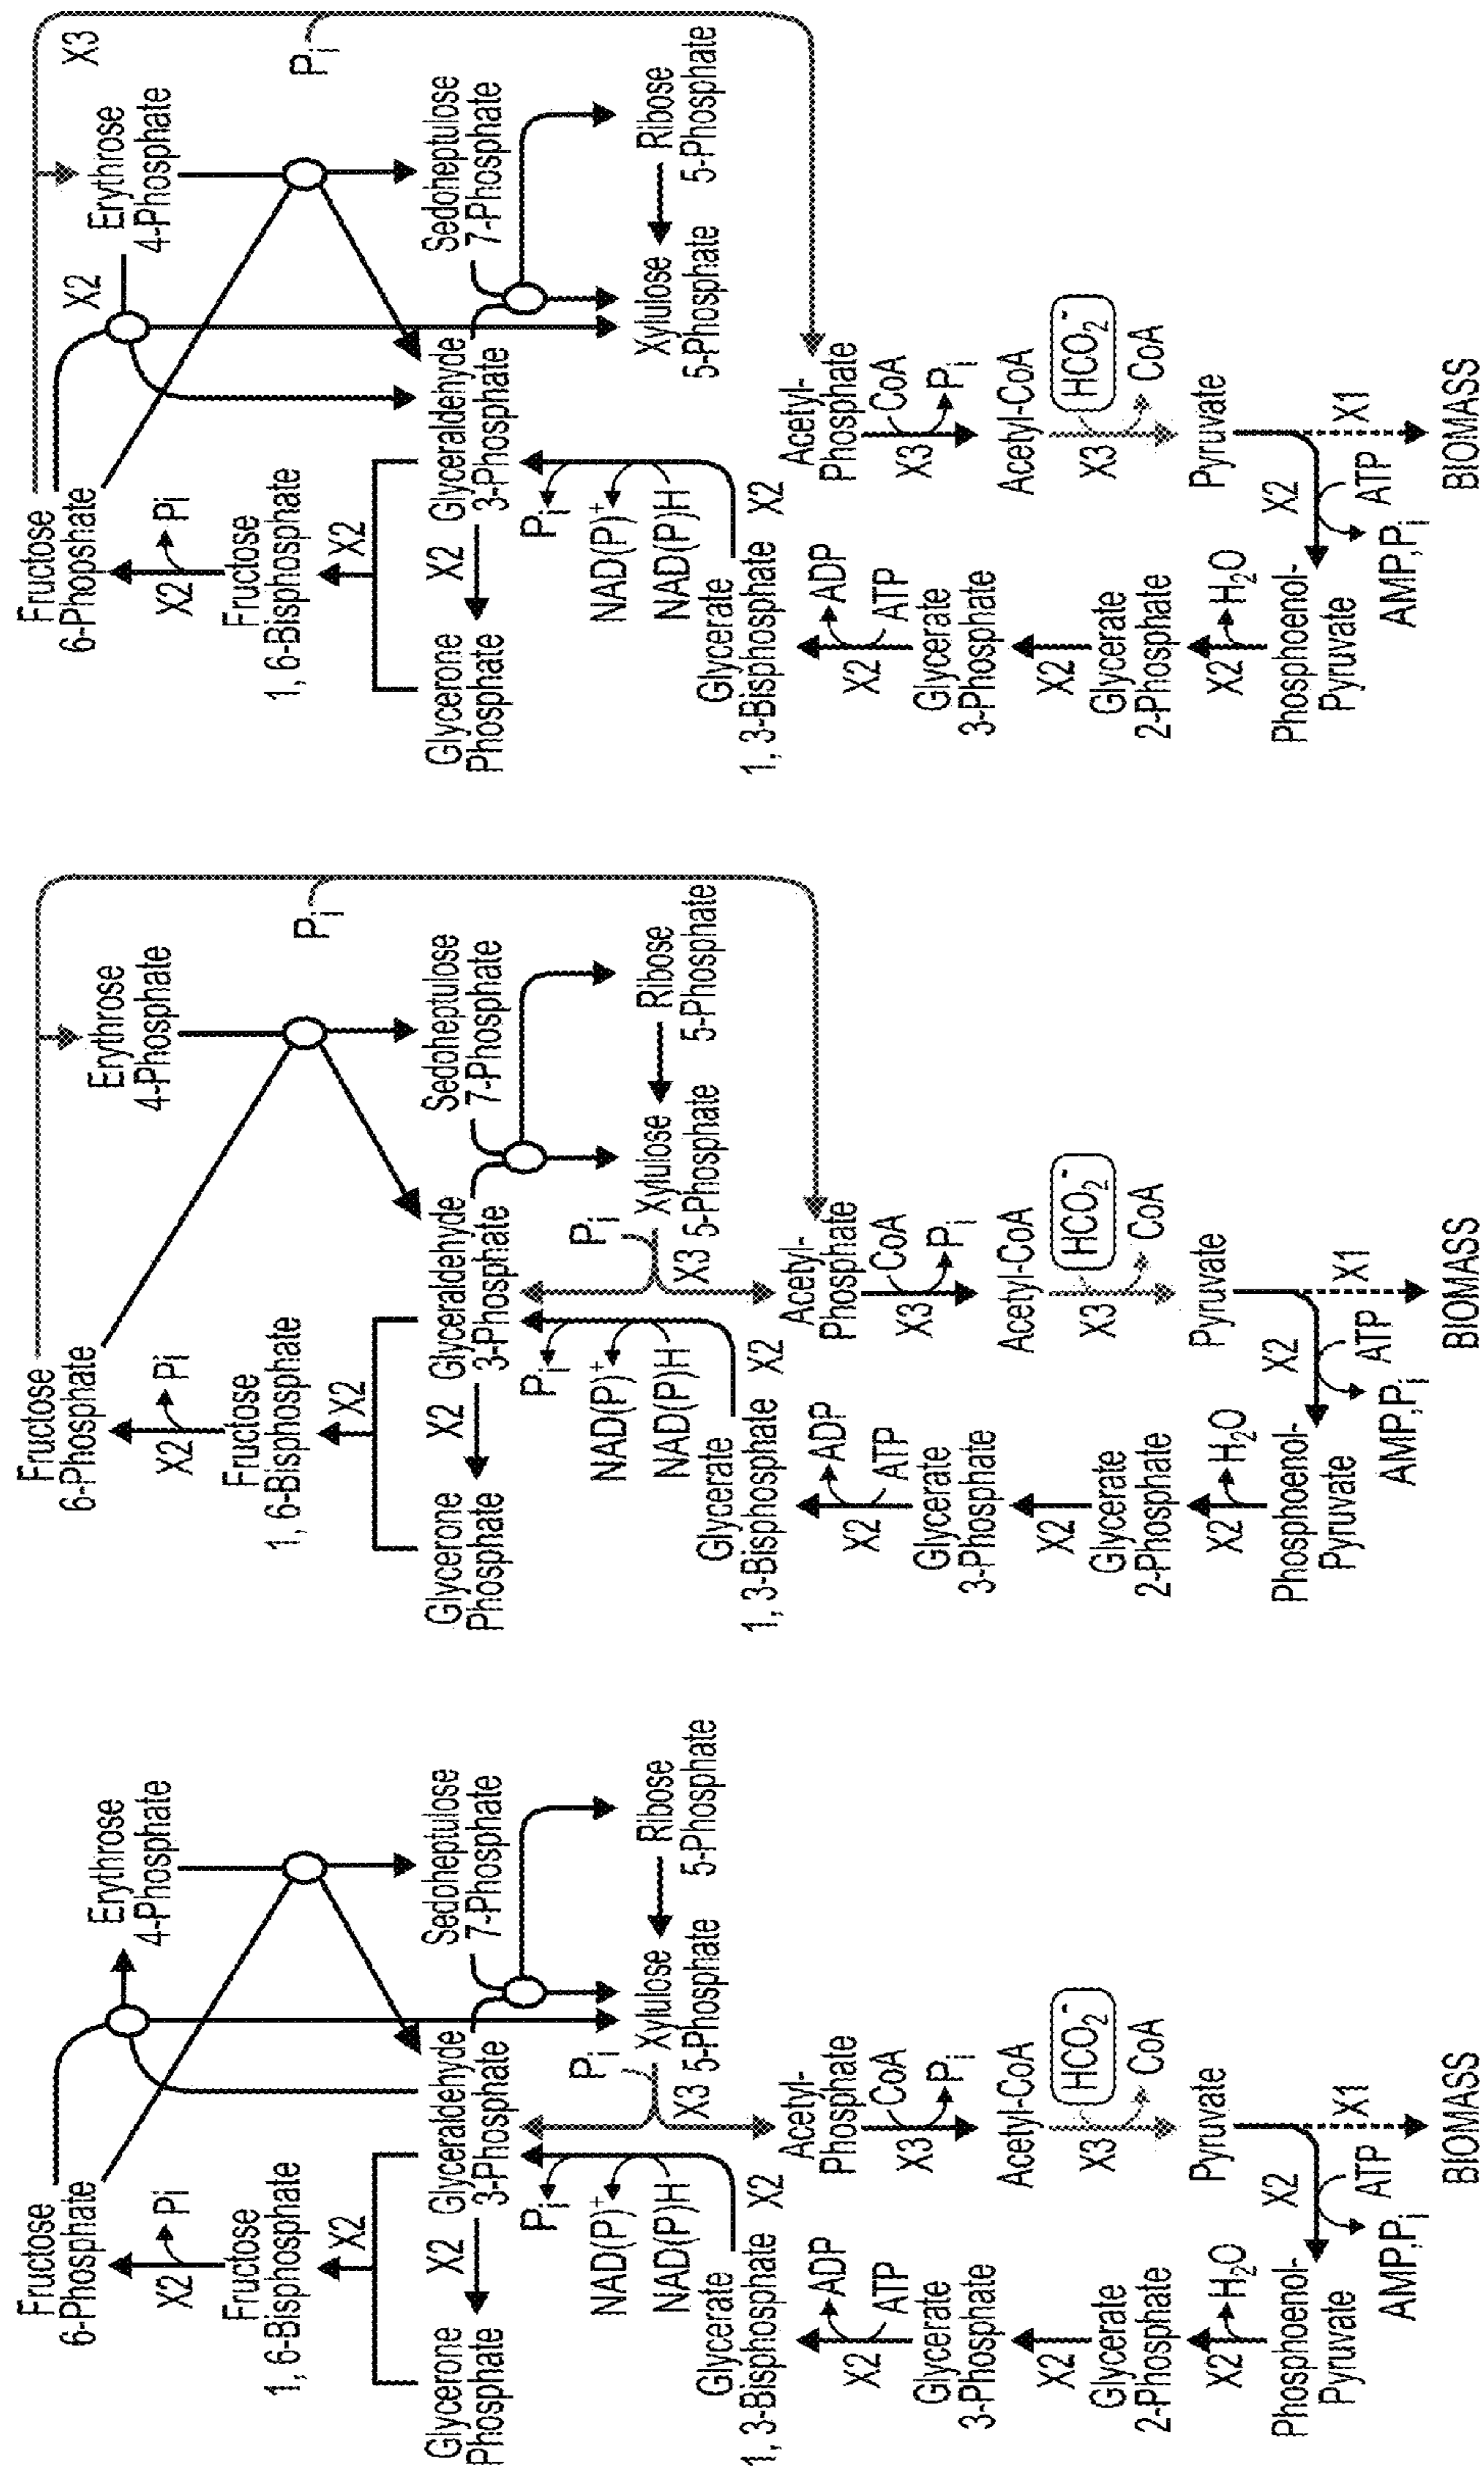 Fructose
6-Phosphate
Erythrose
4-Phosphate
X2
Pi
Fructose
1, 6-Bisphosphate
X2
Glycerone
Phosphate
X2
Glyceraldehyde
3-Phosphate
Sedoheptulose
7-Phosphate
Pi
NAD(P)+
NAD(P)H
Pi
X3
Xylulose
5-Phosphate
Ribose
5-Phosphate
Glycerate
1, 3-Bisphosphate
X2
Acetyl-
Phosphate
X2
ADP
ATP
X3
CoA
Pi
Glycerate
3-Phosphate
Acetyl-CoA
X2
X3
HCO2-
CoA
Glycerate
2-Phosphate
X2
H2O
Pyruvate
Phosphoenol-
Pyruvate
X2
ATP
AMP,Pi
X1
BIOMASS
Fructose
6-Phosphate
Erythrose
4-Phosphate
X2
Pi
Fructose
1, 6-Bisphosphate
Pi
X2
Glycerone
Phosphate
X2
Glyceraldehyde
3-Phosphate
Sedoheptulose
7-Phosphate
Pi
NAD(P)+
NAD(P)H
Pi
X3
Xylulose
5-Phosphate
Ribose
5-Phosphate
Glycerate
1, 3-Bisphosphate
X2
Acetyl-
Phosphate
X2
ADP
ATP
X3
CoA
Pi
Glycerate
3-Phosphate
Acetyl-CoA
X2
X3
HCO2-
CoA
Glycerate
2-Phosphate
X2
H2O
Pyruvate
Phosphoenol-
Pyruvate
X2
ATP
AMP,Pi
X1
BIOMASS
Fructose
6-Phopshate
X3
X2
Erythrose
4-Phosphate
X2
Pi
Fructose
1, 6-Bisphosphate
Pi
X2
Glycerone
Phosphate
X2
Glyceraldehyde
3-Phosphate
Sedoheptulose
7-Phosphate
Pi
NAD(P)+
NAD(P)H
Xylulose
5-Phosphate
Ribose
5-Phosphate
Glycerate
1, 3-Bisphosphate
X2
Acetyl-
Phosphate
X2
ADP
ATP
X3
CoA
Pi
Glycerate
3-Phosphate
Acetyl-CoA
X2
X3
HCO2-
CoA
Glycerate
2-Phosphate
X2
H2O
Pyruvate
Phosphoenol-
Pyruvate
X2
ATP
AMP,Pi
X1
BIOMASS